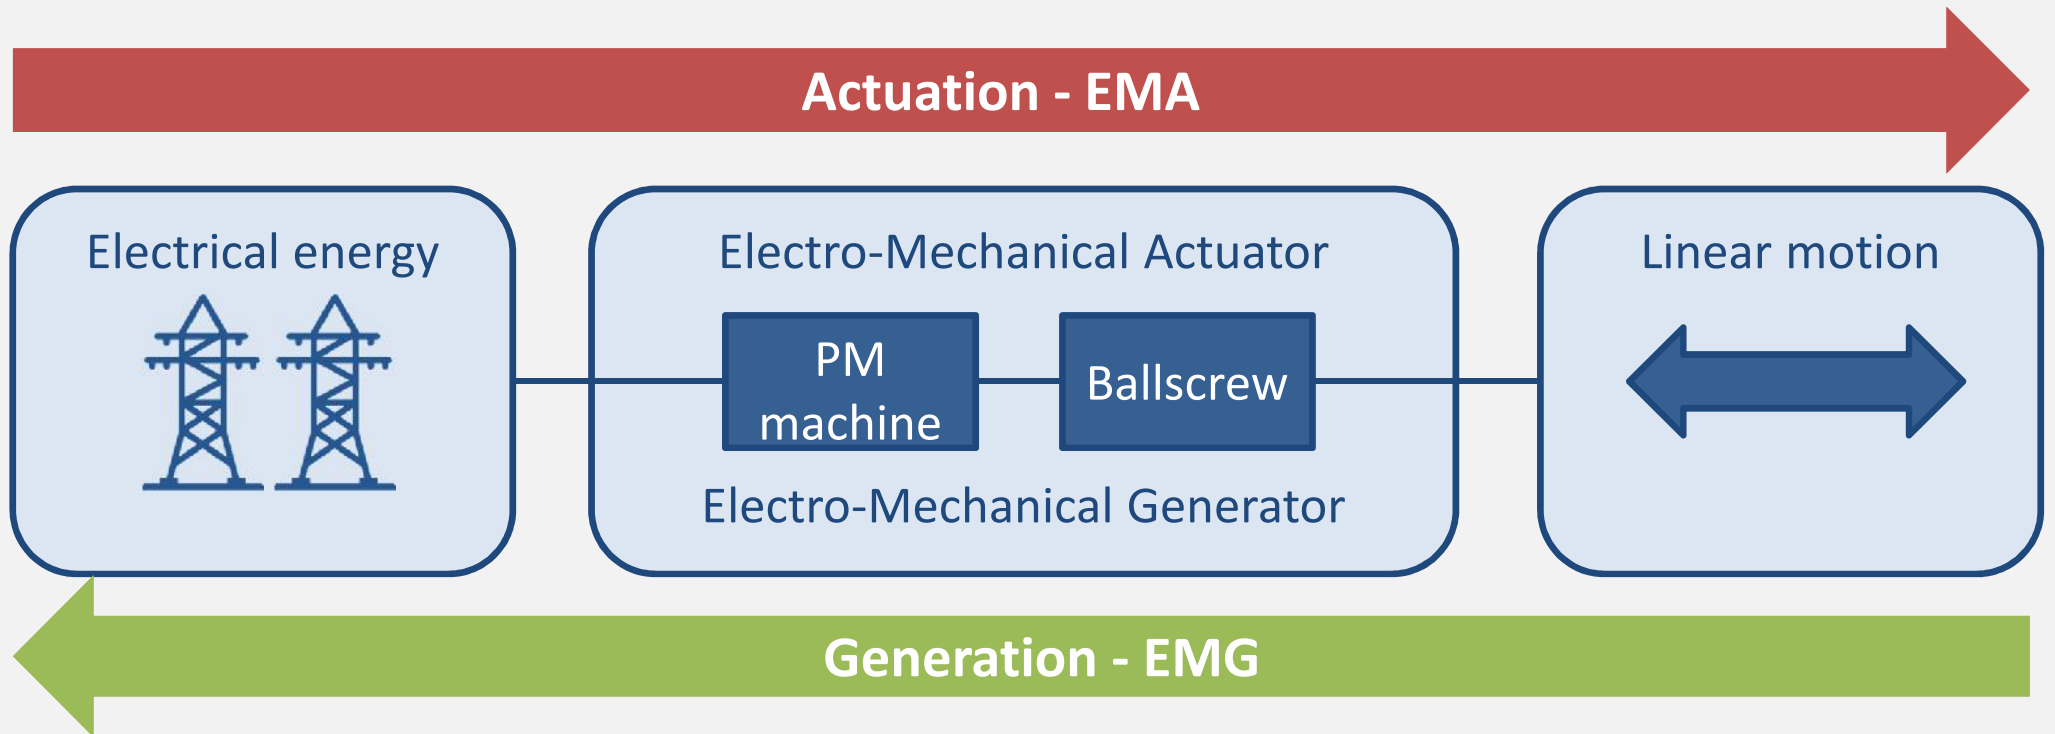 Actuation - EMA
Electrical energy
Electro-Mechanical Actuator
PM
machine
Ballscrew
Electro-Mechanical Generator
Linear motion
Generation - EMG